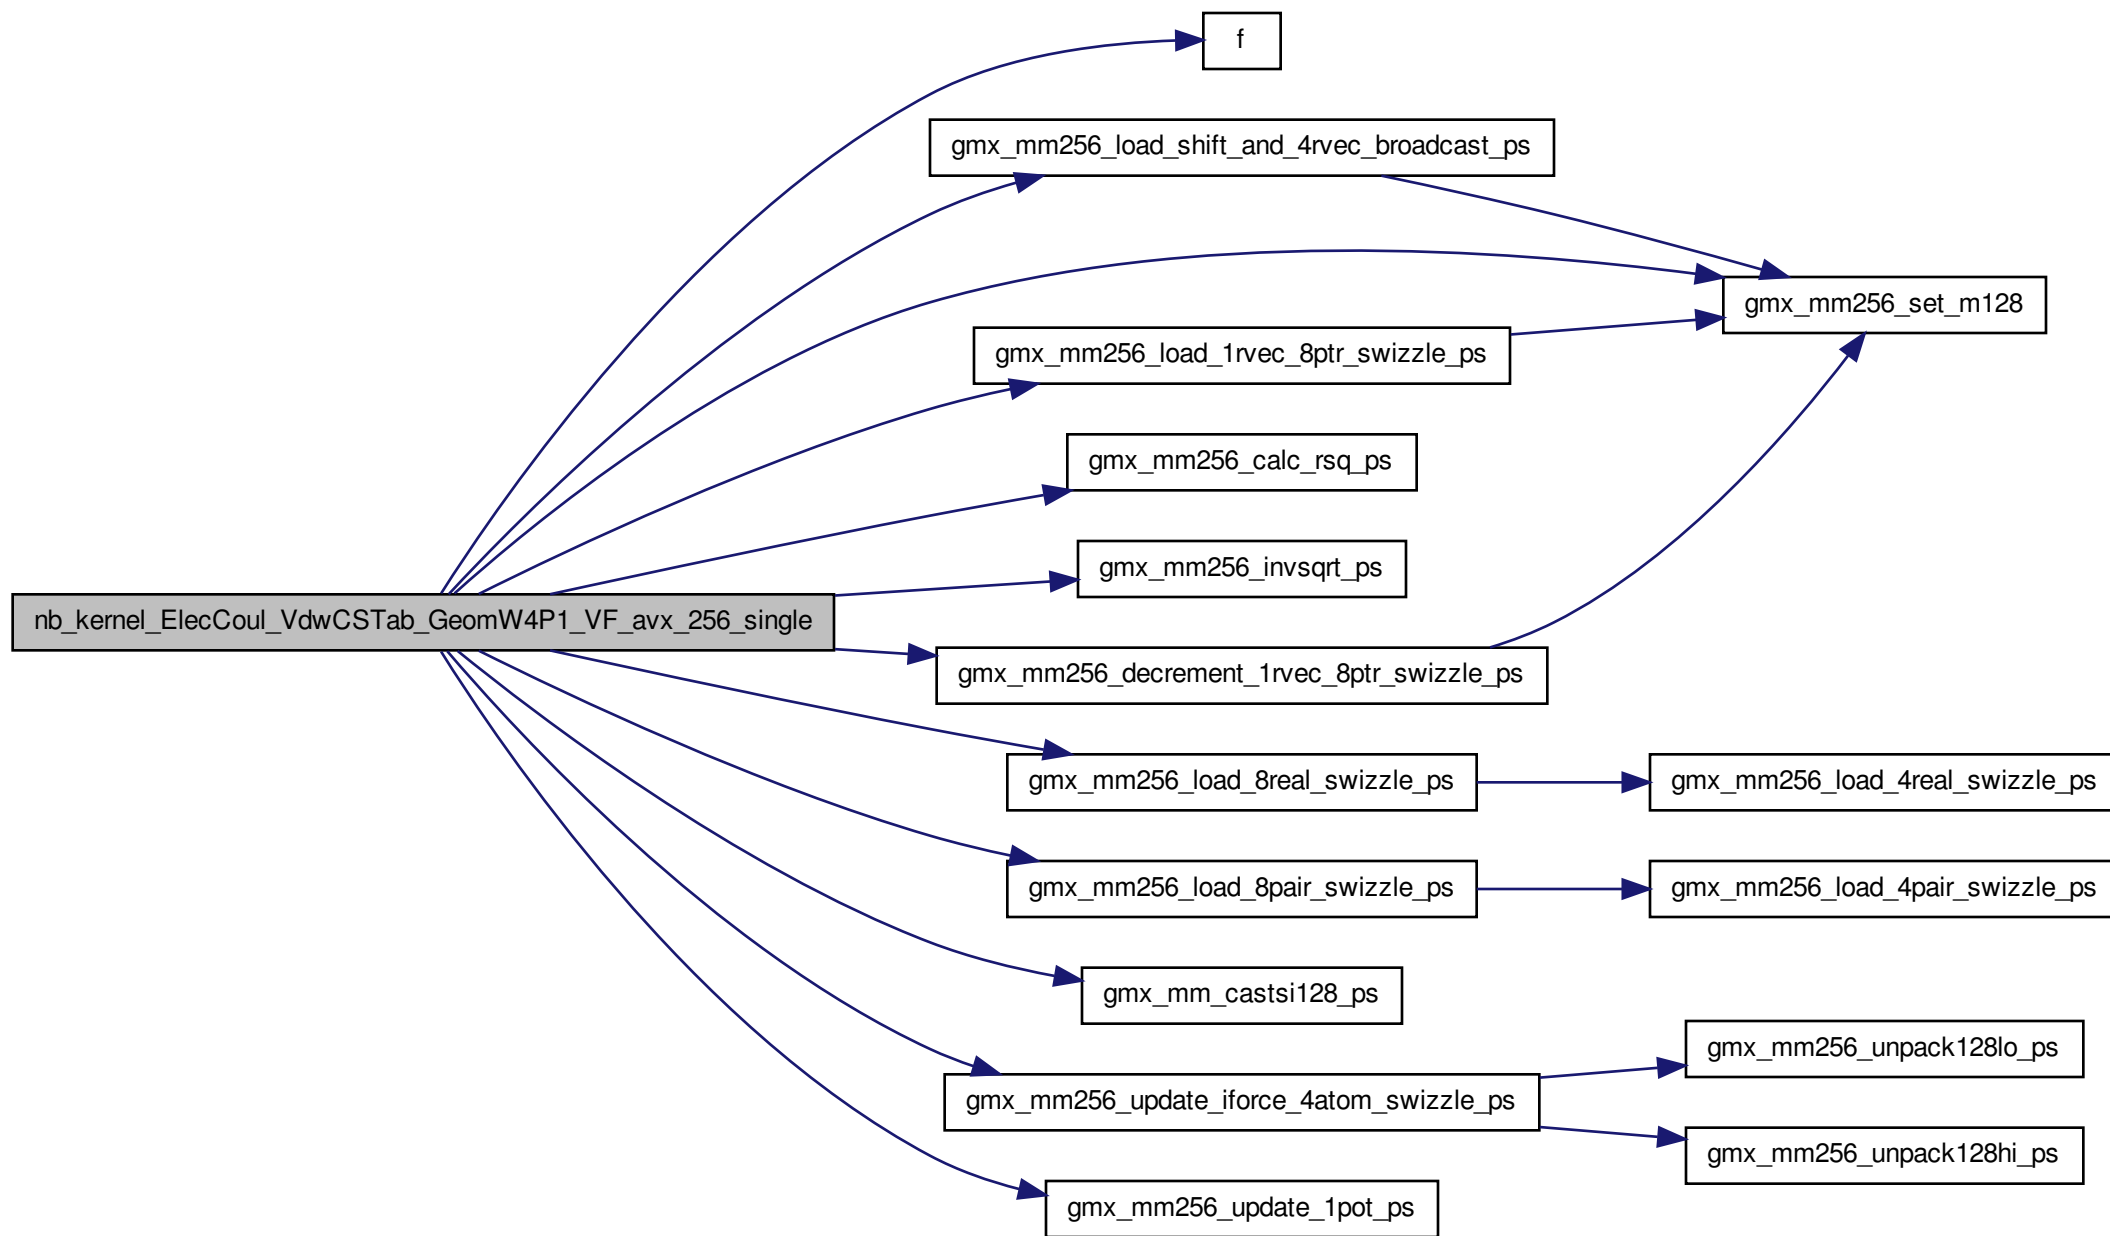 f
gmx_mm256_load_shift_and_4rvec_broadcast_ps
gmx_mm256_set_m128
gmx_mm256_load_1rvec_8ptr_swizzle_ps
gmx_mm256_calc_rsq_ps
gmx_mm256_invsqrt_ps
nb_kernel_ElecCoul_VdwCSTab_GeomW4P1_VF_avx_256_single
gmx_mm256_decrement_1rvec_8ptr_swizzle_ps
gmx_mm256_load_8real_swizzle_ps
gmx_mm256_load_4real_swizzle_ps
gmx_mm256_load_8pair_swizzle_ps
gmx_mm256_load_4pair_swizzle_ps
gmx_mm_castsi128_ps
gmx_mm256_unpack128lo_ps
gmx_mm256_update_iforce_4atom_swizzle_ps
gmx_mm256_unpack128hi_ps
gmx_mm256_update_1pot_ps